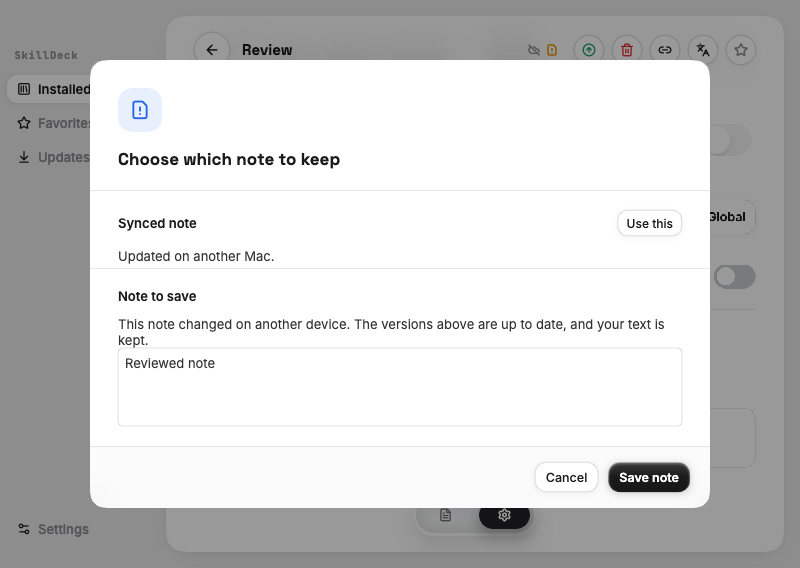 SkillDeck
Review
Installed
Favorites
Updates
Global
Choose which note to keep
Synced note
Use this
Updated on another Mac.
Note to save
This note changed on another device. The versions above are up to date, and your text is
kept.
Reviewed note
Cancel
Save note
Settings